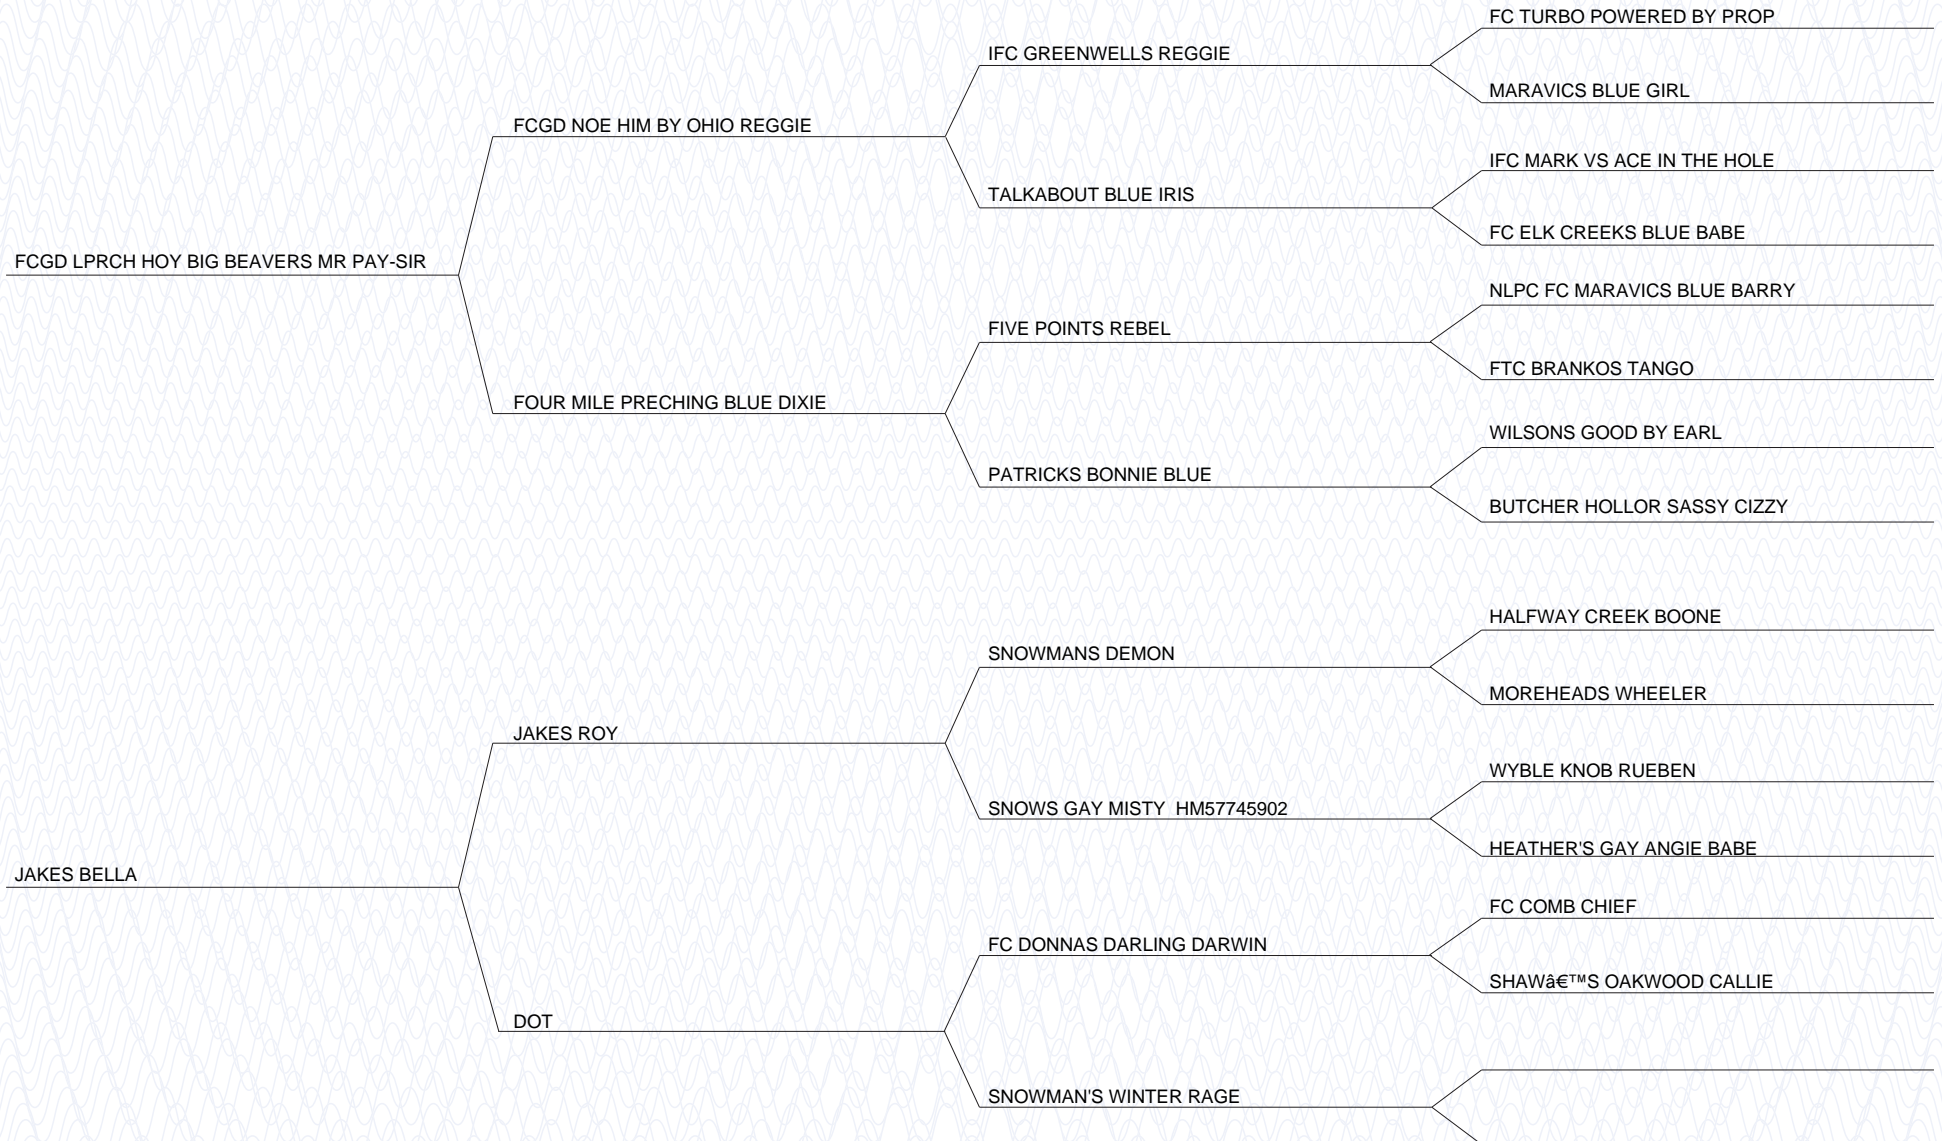 FC TURBO POWERED BY PROP
IFC GREENWELLS REGGIE
MARAVICS BLUE GIRL
FCGD NOE HIM BY OHIO REGGIE
IFC MARK VS ACE IN THE HOLE
TALKABOUT BLUE IRIS
FC ELK CREEKS BLUE BABE
FCGD LPRCH HOY BIG BEAVERS MR PAY-SIR
NLPC FC MARAVICS BLUE BARRY
FIVE POINTS REBEL
FTC BRANKOS TANGO
FOUR MILE PRECHING BLUE DIXIE
WILSONS GOOD BY EARL
PATRICKS BONNIE BLUE
BUTCHER HOLLOR SASSY CIZZY
HALFWAY CREEK BOONE
SNOWMANS DEMON
MOREHEADS WHEELER
JAKES ROY
WYBLE KNOB RUEBEN
SNOWS GAY MISTY  HM57745902
HEATHER'S GAY ANGIE BABE
JAKES BELLA
FC COMB CHIEF
FC DONNAS DARLING DARWIN
SHAWâ€™S OAKWOOD CALLIE
DOT
SNOWMAN'S WINTER RAGE